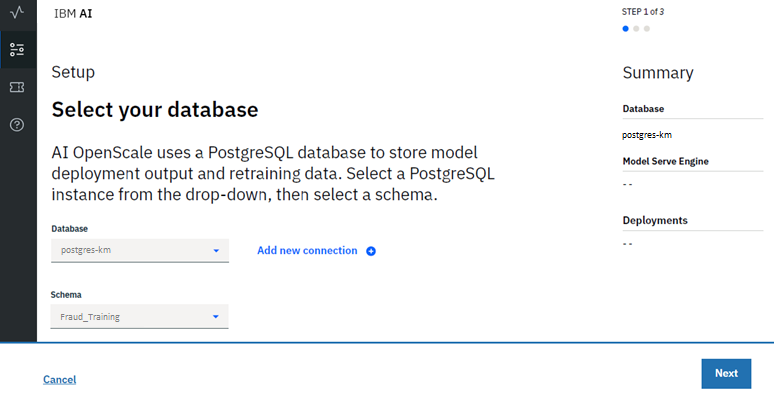 IBM AI
STEP 1 of 3
Setup
Select your database
AI OpenScale uses a PostgreSQL database to store model
deployment output and retraining data. Select a PostgreSQL
instance from the drop-down, then select a schema.
Database
postgres-km
Add new connection
Schema
Fraud_Training
Summary
Database
postgres-km
Model Serve Engine
--
Deployments
--
Cancel
Next